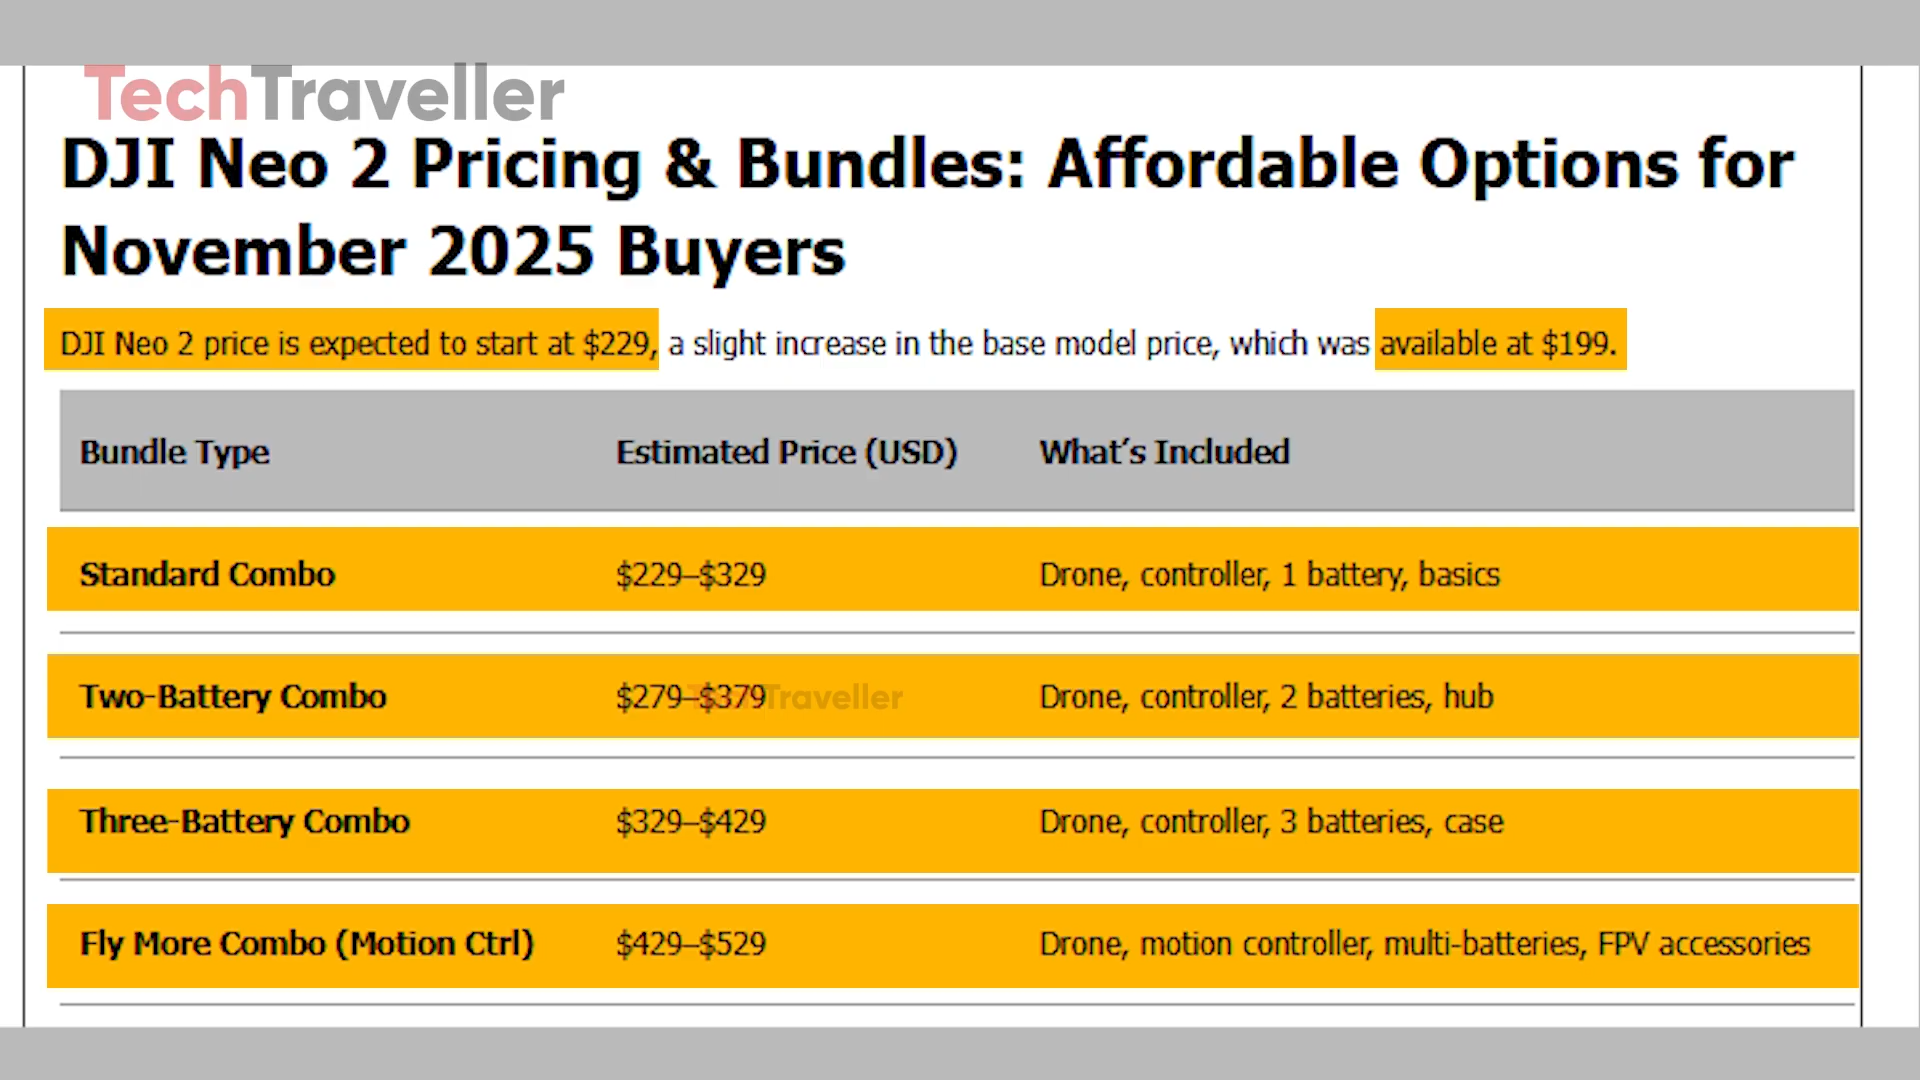 TechTraveller
DJI Neo 2 Pricing & Bundles: Affordable Options for
November 2025 Buyers
DJI Neo 2 price is expected to start at $229, a slight increase in the base model price, which was available at $199.
Bundle Type Estimated Price (USD) What's Included
Standard Combo $229–$329 Drone, controller, 1 battery, basics
Two-Battery Combo $279–$379 Drone, controller, 2 batteries, hub
TechTraveller
Three-Battery Combo $329–$429 Drone, controller, 3 batteries, case
Fly More Combo (Motion Ctrl) $429–$529 Drone, motion controller, multi-batteries, FPV accessories